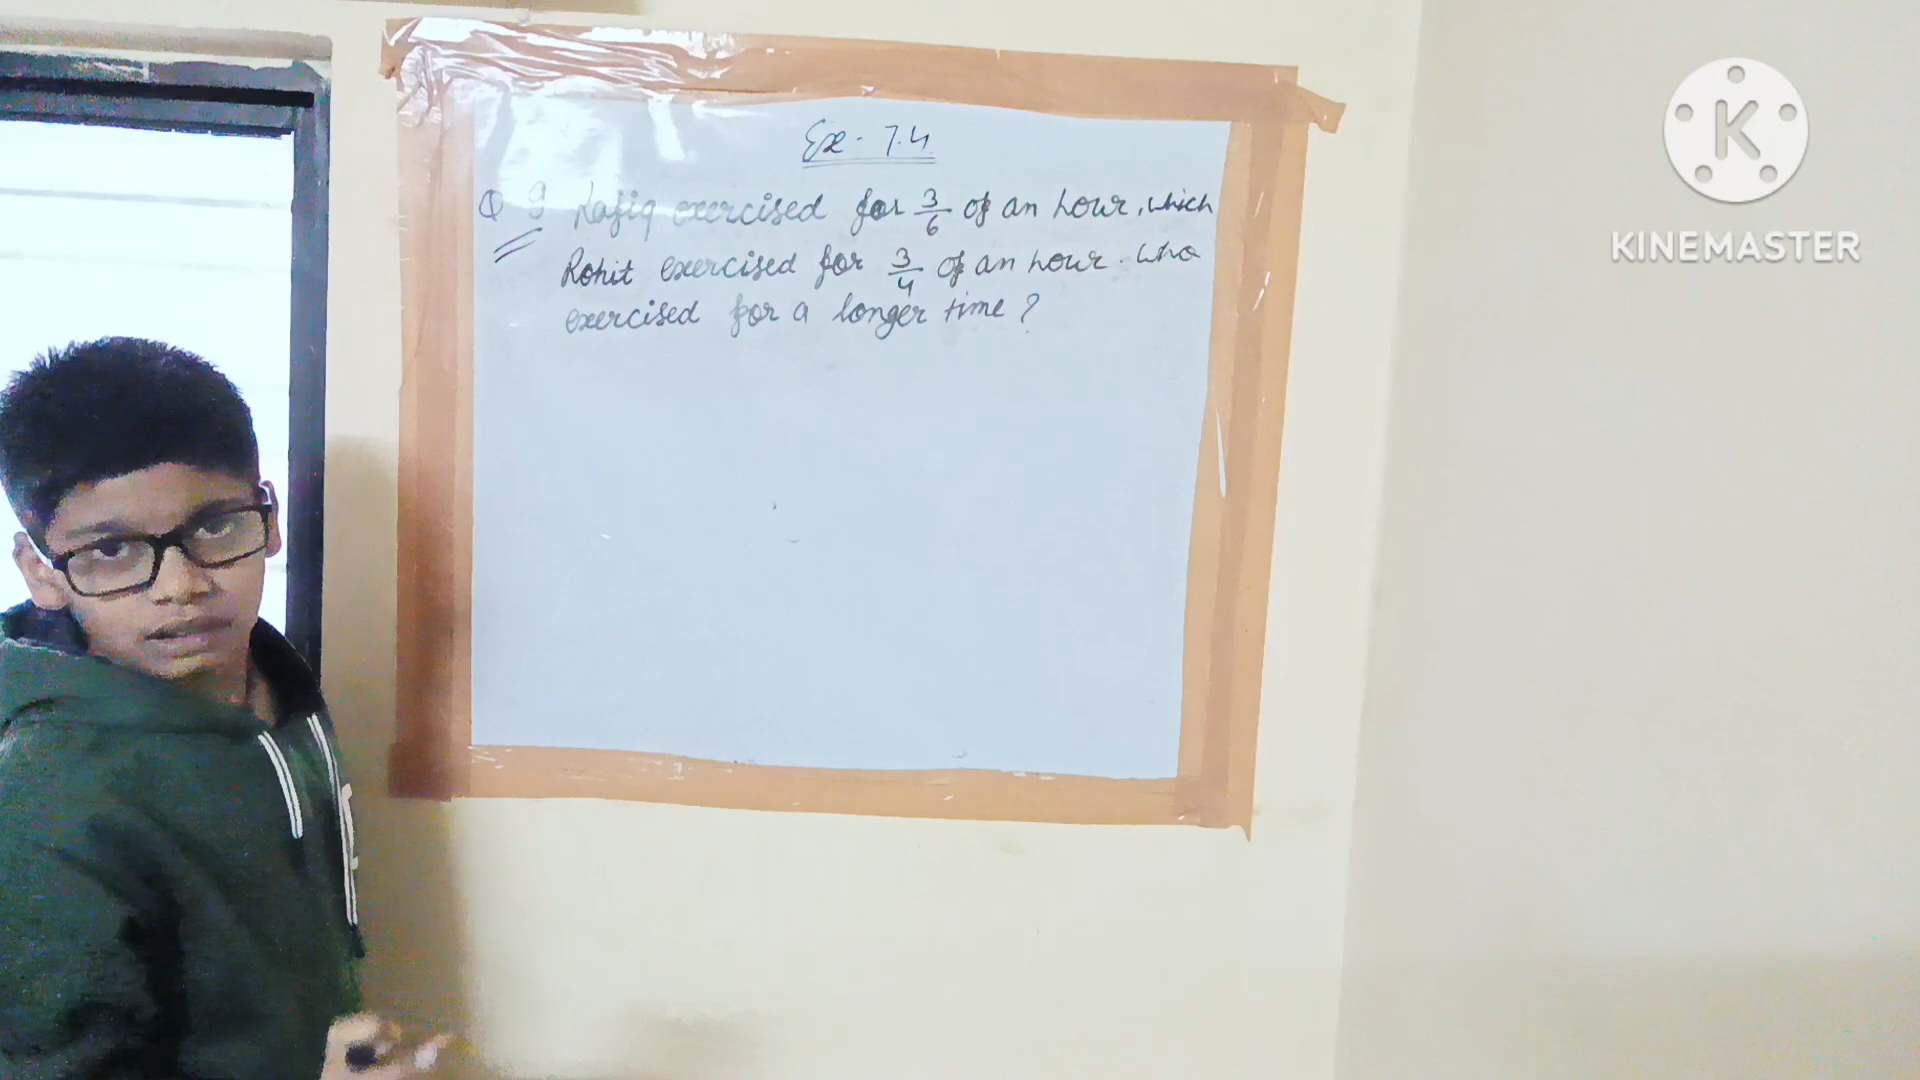 Ex - 7.4
Q 9 Rafiq exercised for 3/6 of an hour, which
Rohit exercised for 3/4 of an hour. Who
exercised for a longer time?
K
KINEMASTER